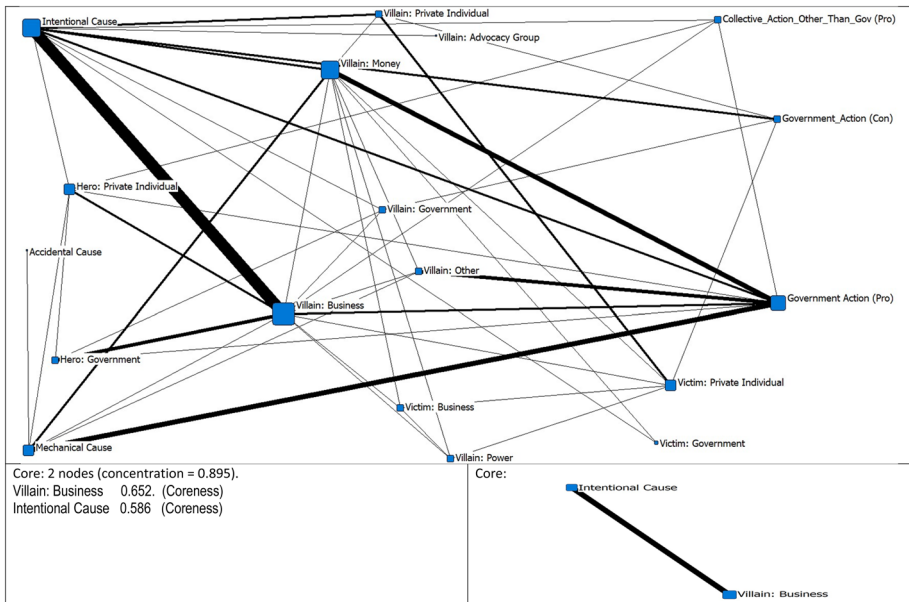 Intentional Cause
Villain: Private Individual
Collective_Action_Other_Than_Gov (Pro)
Villain: Advocacy Group
Villain: Money
Government_Action (Con)
Hero: Private Individual
Villain: Government
Accidental Cause
Villain: Other
Villain: Business
Government Action (Pro)
Hero: Government
Victim: Private Individual
Victim: Business
Mechanical Cause
Victim: Government
Villain: Power
Core: 2 nodes (concentration = 0.895).
Villain: Business 0.652. (Coreness)
Intentional Cause 0.586 (Coreness)
Core:
Intentional Cause
Villain: Business